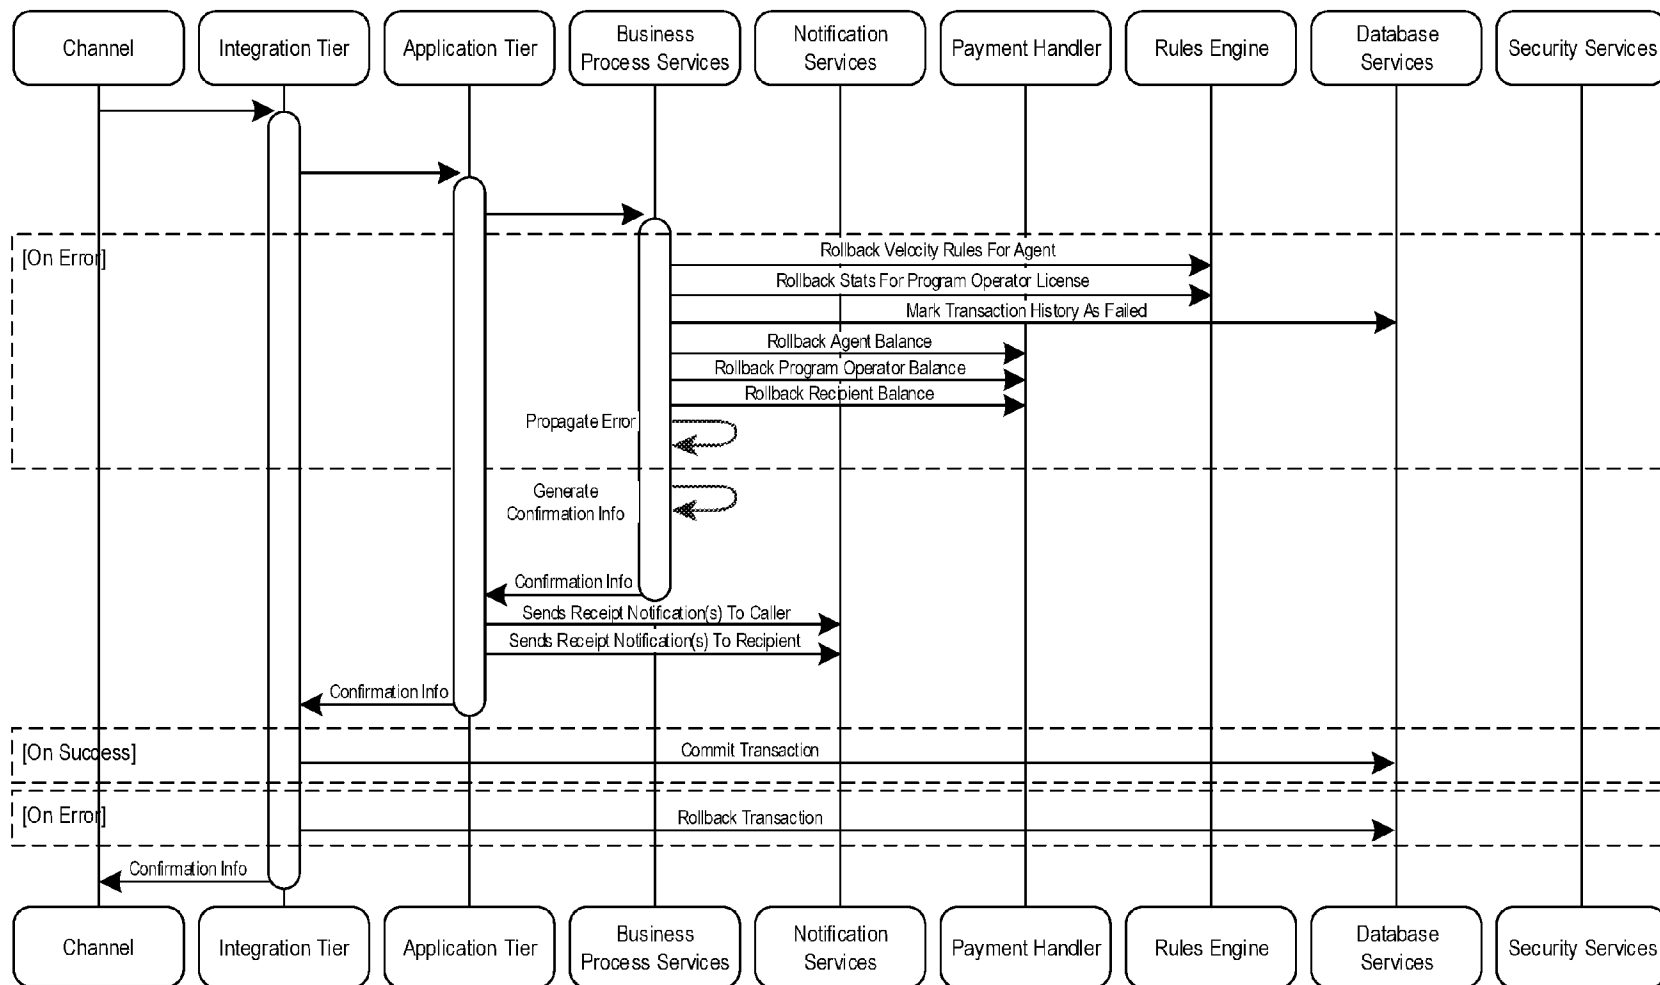 Channel
Integration Tier
Application Tier
Business
Process Services
Notification
Services
Payment Handler
Rules Engine
Database
Services
Security Services
[On Error]
Rollback Velocity Rules For Agent
Rollback Stats For Program Operator License
Mark Transaction History As Failed
Rollback Agent Balance
Rollback Program Operator Balance
Rollback Recipient Balance
Propagate Error
Generate
Confirmation Info
Confirmation Info
Sends Receipt Notification(s) To Caller
Sends Receipt Notification(s) To Recipient
Confirmation Info
[On Success]
Commit Transaction
[On Error]
Rollback Transaction
Confirmation Info
Channel
Integration Tier
Application Tier
Business
Process Services
Notification
Services
Payment Handler
Rules Engine
Database
Services
Security Services